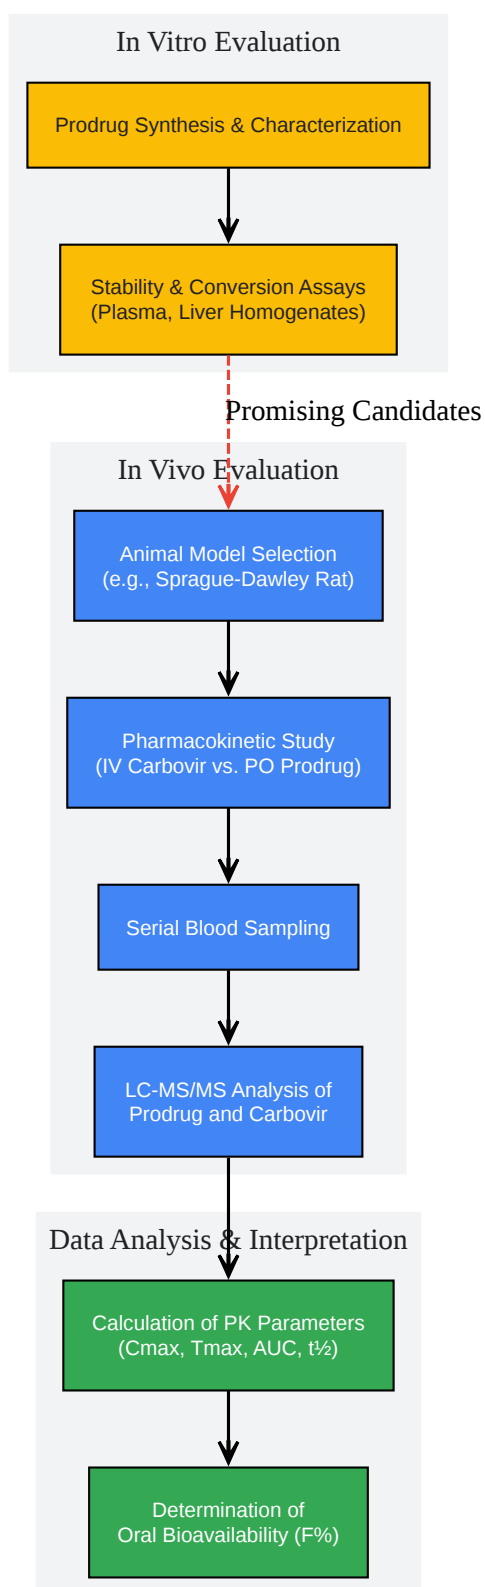 In Vitro Evaluation
Prodrug Synthesis & Characterization
Stability & Conversion Assays
(Plasma, Liver Homogenates)
Promising Candidates
In Vivo Evaluation
Animal Model Selection
(e.g., Sprague-Dawley Rat)
Pharmacokinetic Study
(IV Carbovir vs. PO Prodrug)
Serial Blood Sampling
LC-MS/MS Analysis of
Prodrug and Carbovir
Data Analysis & Interpretation
Calculation of PK Parameters
(Cmax, Tmax, AUC, t½)
Determination of
Oral Bioavailability (F%)